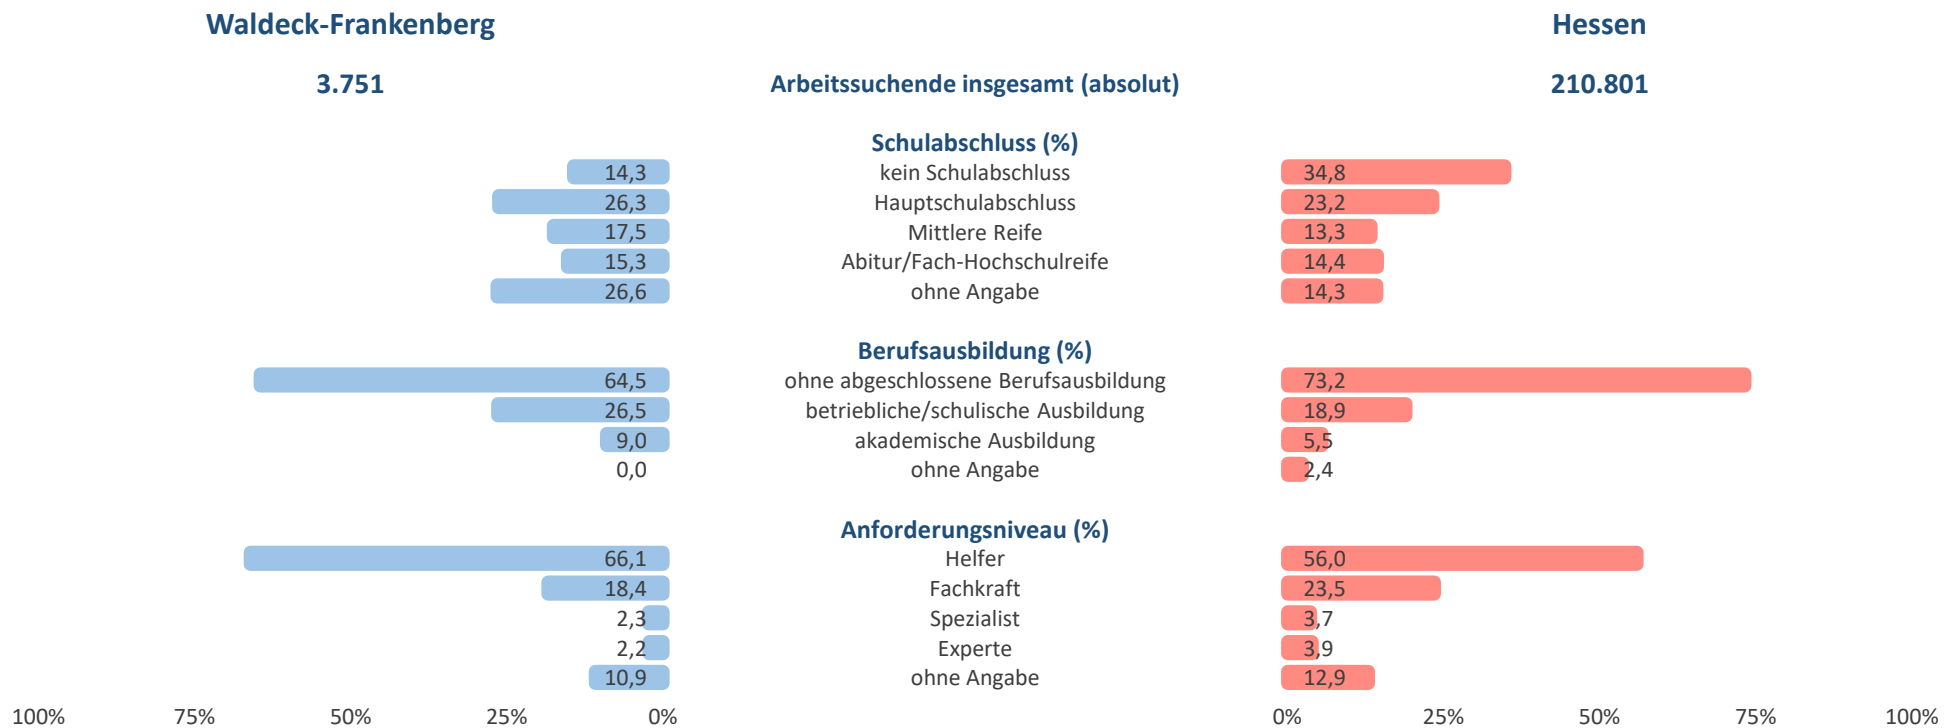 Waldeck-Frankenberg Hessen
3.751 Arbeitssuchende insgesamt (absolut) 210.801
Schulabschluss (%)
14,3 kein Schulabschluss 34,8
26,3 Hauptschulabschluss 23,2
17,5 Mittlere Reife 13,3
15,3 Abitur/Fach-Hochschulreife 14,4
26,6 ohne Angabe 14,3
Berufsausbildung (%)
64,5 ohne abgeschlossene Berufsausbildung 73,2
26,5 betriebliche/schulische Ausbildung 18,9
9,0 akademische Ausbildung 5,5
0,0 ohne Angabe 2,4
Anforderungsniveau (%)
66,1 Helfer 56,0
18,4 Fachkraft 23,5
2,3 Spezialist 3,7
2,2 Experte 3,9
10,9 ohne Angabe 12,9
100% 75% 50% 25% 0% 0% 25% 50% 75% 100%